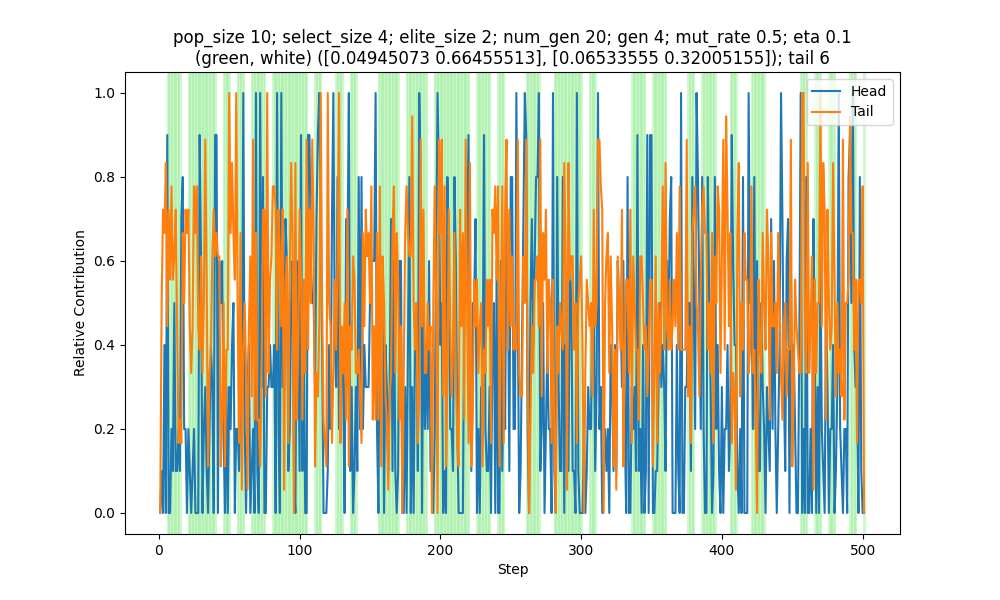 pop_size 10; select_size 4; elite_size 2; num_gen 20; gen 4; mut_rate 0.5; eta 0.1
(green, white) ([0.04945073 0.66455513], [0.06533555 0.32005155]); tail 6
Head
Tail
Relative Contribution
1.0
0.8
0.6
0.4
0.2
0.0
0
100
200
300
400
500
Step